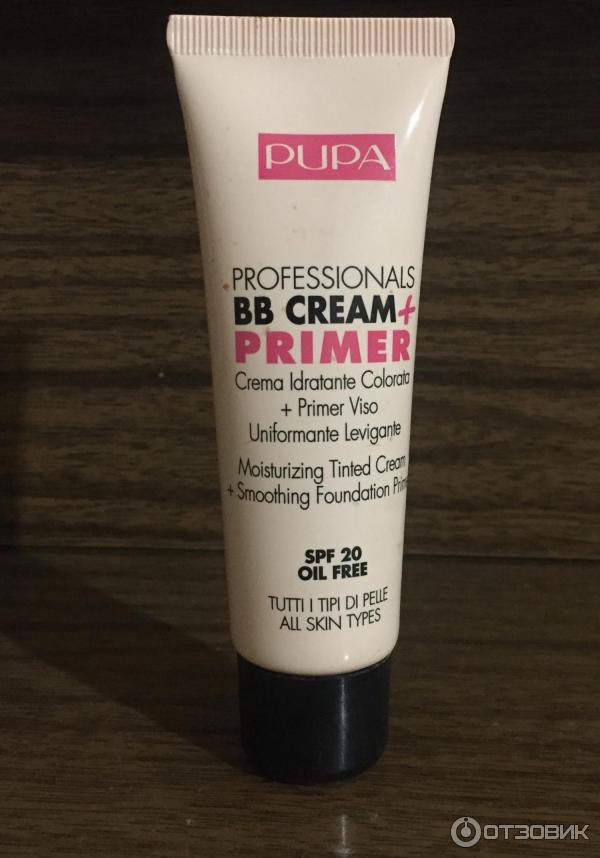 PUPA
PROFESSIONALS
BB CREAM+
PRIMER
Crema Idratante Colorata
+ Primer Viso
Uniformante Levigante
Moisturizing Tinted Cream
+ Smoothing Foundation Prime
SPF 20
OIL FREE
TUTTI I TIPI DI PELLE
ALL SKIN TYPES
ОТЗОВИК